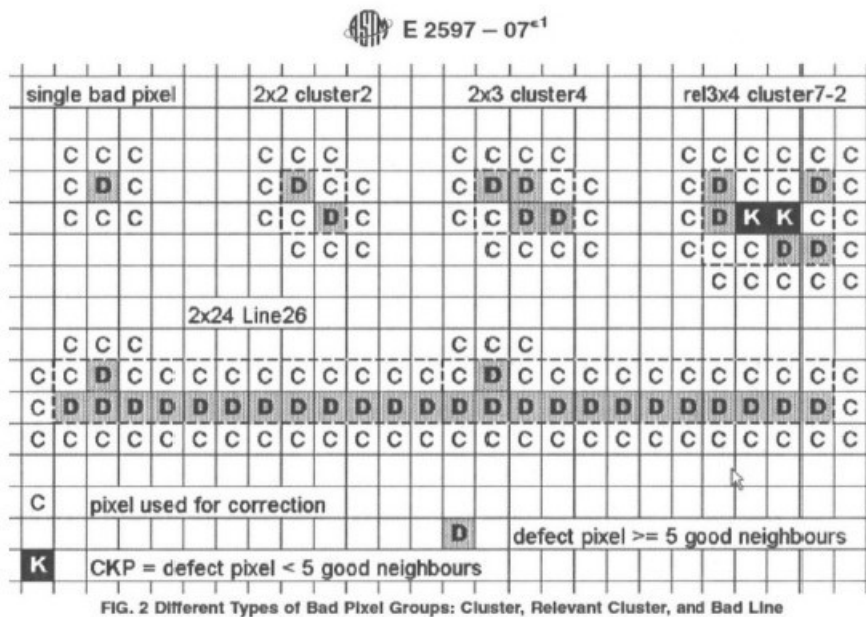 ASTM E 2597 – 07ᵉ¹
single bad pixel 2x2 cluster2 2x3 cluster4 rel3x4 cluster7-2
C C C C C C C C C C C C C C C C
C D C C D C C C D D C C C D C C D C
C C C C C D C C C D D C C D K K C C
C C C C C C C C C C D D C
C C C C C
2x24 Line26
C C C C C C
C C D C C C C C C C C C C C D C C C C C C C C C C C
C D D D D D D D D D D D D D D D D D D D D D D D D C
C C C C C C C C C C C C C C C C C C C C C C C C C C
C pixel used for correction
D defect pixel >= 5 good neighbours
K CKP = defect pixel < 5 good neighbours
FIG. 2 Different Types of Bad Pixel Groups: Cluster, Relevant Cluster, and Bad Line